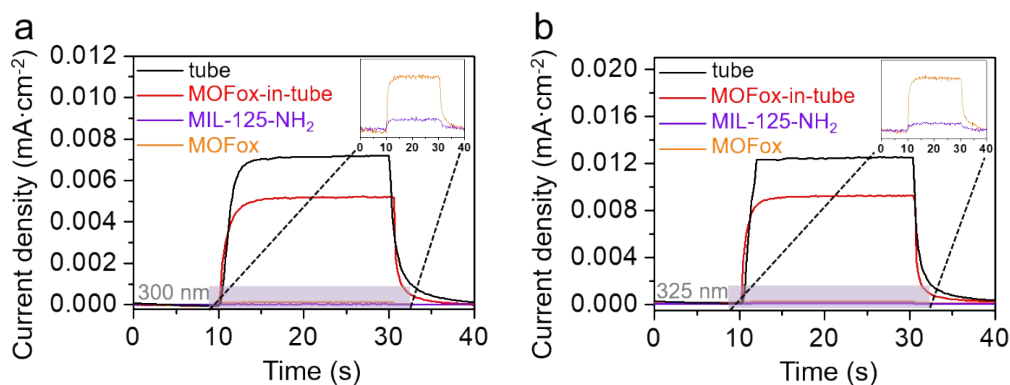 a
Current density (mA·cm⁻²)
0.012
0.010
0.008
0.006
0.004
0.002
0.000
tube
MOFox-in-tube
MIL-125-NH₂
MOFox
0 10 20 30 40
300 nm
0 10 20 30 40
Time (s)
b
Current density (mA·cm⁻²)
0.020
0.016
0.012
0.008
0.004
0.000
tube
MOFox-in-tube
MIL-125-NH₂
MOFox
0 10 20 30 40
325 nm
0 10 20 30 40
Time (s)